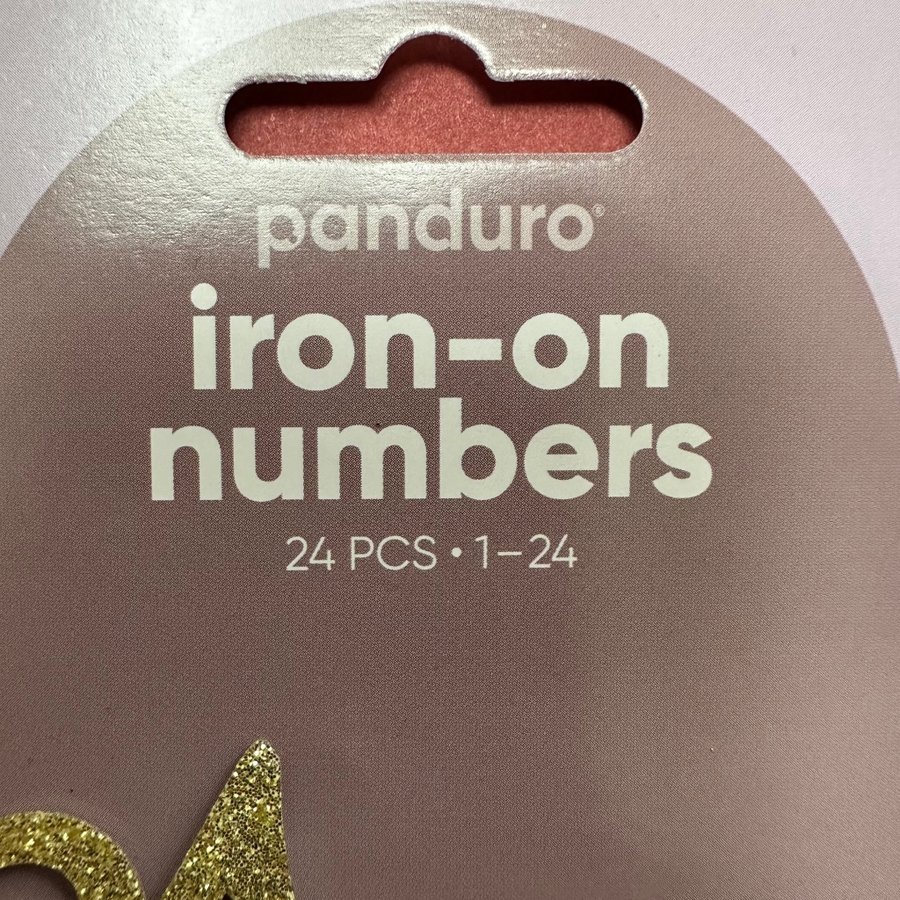 panduro®
iron-on
numbers
24 PCS • 1–24